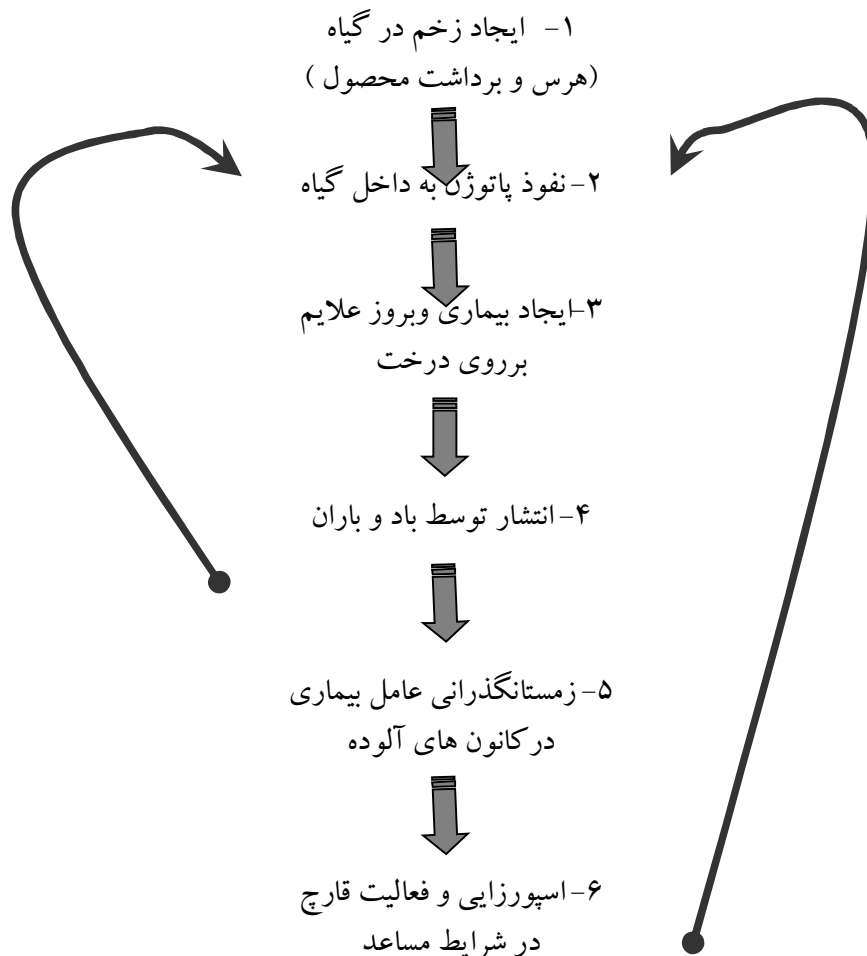 ۱- ایجاد زخم در گیاه
(هرس و برداشت محصول )
۲-نفوذ پاتوژن به داخل گیاه
۳-ایجاد بیماری وبروز علایم
برروی درخت
۴-انتشار توسط باد و باران
۵-زمستانگذرانی عامل بیماری
درکانون های آلوده
۶-اسپورزایی و فعالیت قارچ
در شرایط مساعد